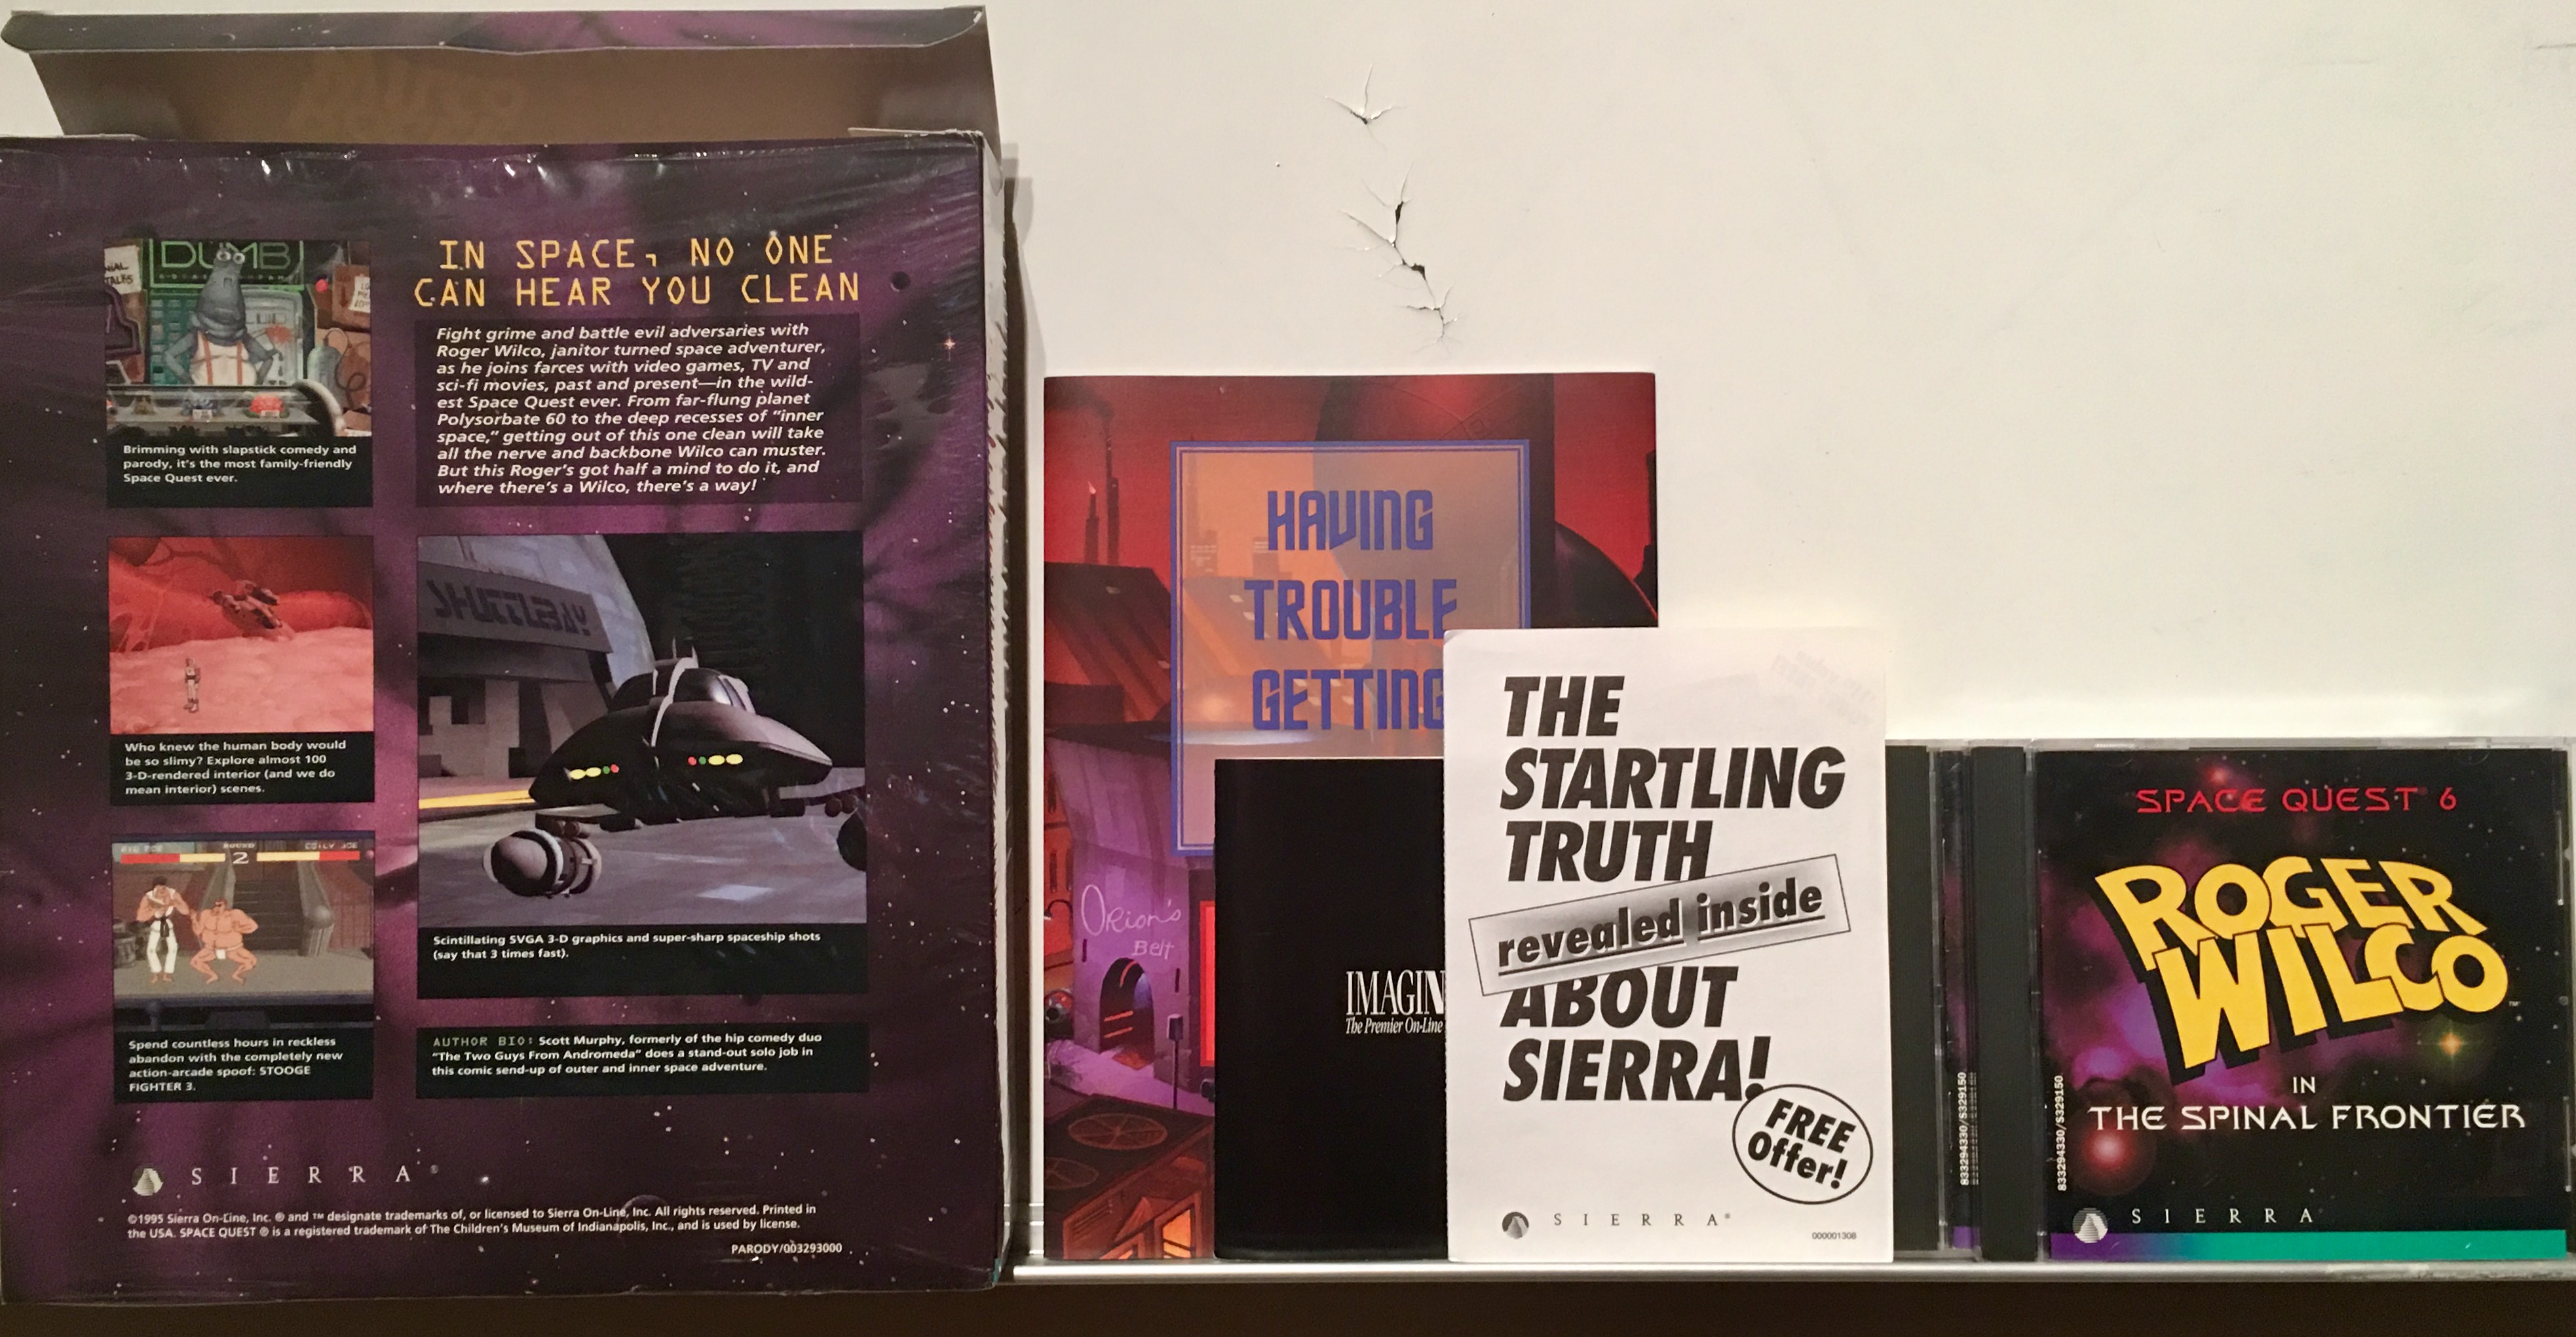 DUMB
IN SPACE, NO ONE
CAN HEAR YOU CLEAN
Fight grime and battle evil adversaries with
Roger Wilco, janitor turned space adventurer,
as he joins farces with video games, TV and
sci-fi movies, past and present—in the wild-
est Space Quest ever. From far-flung planet
Polysorbate 60 to the deep recesses of "inner
space," getting out of this one clean will take
all the nerve and backbone Wilco can muster.
But this Roger's got half a mind to do it, and
where there's a Wilco, there's a way!
Brimming with slapstick comedy and
parody, it's the most family-friendly
Space Quest ever.
SHUTTLEBAY
Who knew the human body would
be so slimy? Explore almost 100
3-D-rendered interior (and we do
mean interior) scenes.
ROUND
2
Scintillating SVGA 3-D graphics and super-sharp spaceship shots
(say that 3 times fast).
Spend countless hours in reckless
abandon with the completely new
action-arcade spoof: STOOGE
FIGHTER 3.
AUTHOR BIO: Scott Murphy, formerly of the hip comedy duo
"The Two Guys From Andromeda" does a stand-out solo job in
this comic send-up of outer and inner space adventure.
SIERRA®
©1995 Sierra On-Line, Inc. ® and ™ designate trademarks of, or licensed to Sierra On-Line, Inc. All rights reserved. Printed in
the USA. SPACE QUEST ® is a registered trademark of The Children's Museum of Indianapolis, Inc., and is used by license.
PARODY/003293000
HAVING
TROUBLE
GETTING
Orion's
Belt
IMAGIN
The Premier On-Line
THE
STARTLING
TRUTH
revealed inside
ABOUT
SIERRA!
FREE
Offer!
SIERRA®
000001308
833294330/S329150
833294330/S329150
SPACE QUEST 6
ROGER
WILCO™
IN
THE SPINAL FRONTIER
SIERRA